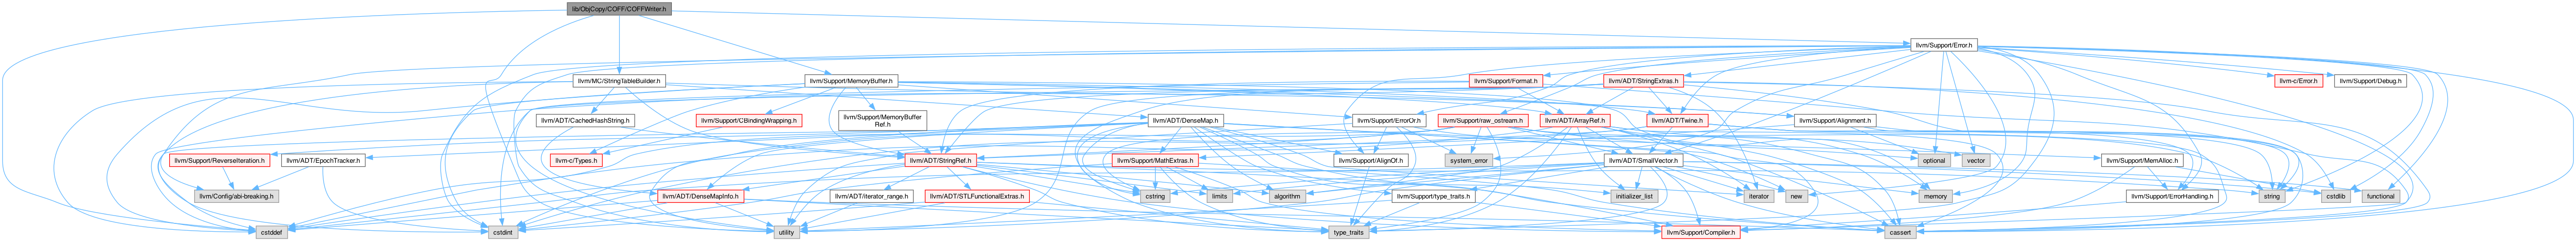 lib/ObjCopy/COFF/COFFWriter.h
llvm/Support/Error.h
llvm/MC/StringTableBuilder.h
llvm/Support/MemoryBuffer.h
llvm/Support/Format.h
llvm/ADT/StringExtras.h
llvm-c/Error.h
llvm/Support/Debug.h
llvm/ADT/CachedHashString.h
llvm/Support/CBindingWrapping.h
llvm/Support/MemoryBuffer
Ref.h
llvm/ADT/DenseMap.h
llvm/Support/ErrorOr.h
llvm/Support/raw_ostream.h
llvm/ADT/ArrayRef.h
llvm/ADT/Twine.h
llvm/Support/Alignment.h
llvm/Support/ReverseIteration.h
llvm/ADT/EpochTracker.h
llvm-c/Types.h
llvm/ADT/StringRef.h
llvm/Support/MathExtras.h
llvm/Support/AlignOf.h
system_error
llvm/ADT/SmallVector.h
optional
vector
llvm/Support/MemAlloc.h
llvm/Config/abi-breaking.h
llvm/ADT/DenseMapInfo.h
llvm/ADT/iterator_range.h
llvm/ADT/STLFunctionalExtras.h
cstring
limits
algorithm
llvm/Support/type_traits.h
initializer_list
iterator
new
memory
llvm/Support/ErrorHandling.h
string
cstdlib
functional
cstddef
cstdint
utility
type_traits
llvm/Support/Compiler.h
cassert